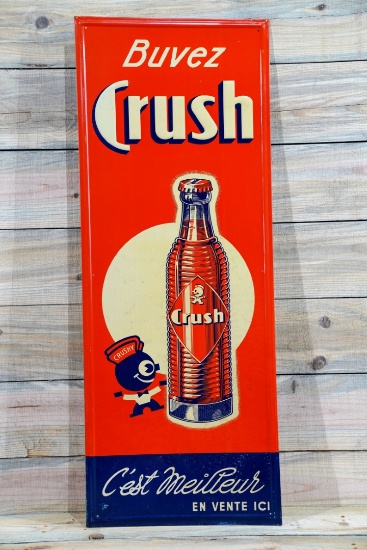 Buvez
Crush
Crush
CRUSHY
C'est Meilleur
EN VENTE ICI